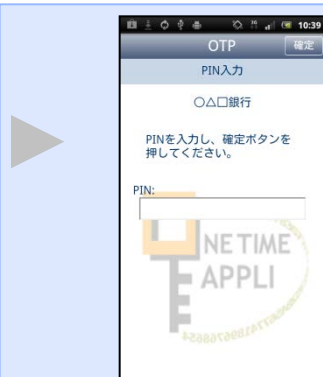 10:39
OTP
確定
PIN入力
○△□銀行
PINを入力し、確定ボタンを
押してください。
PIN:
NE TIME
APPLI